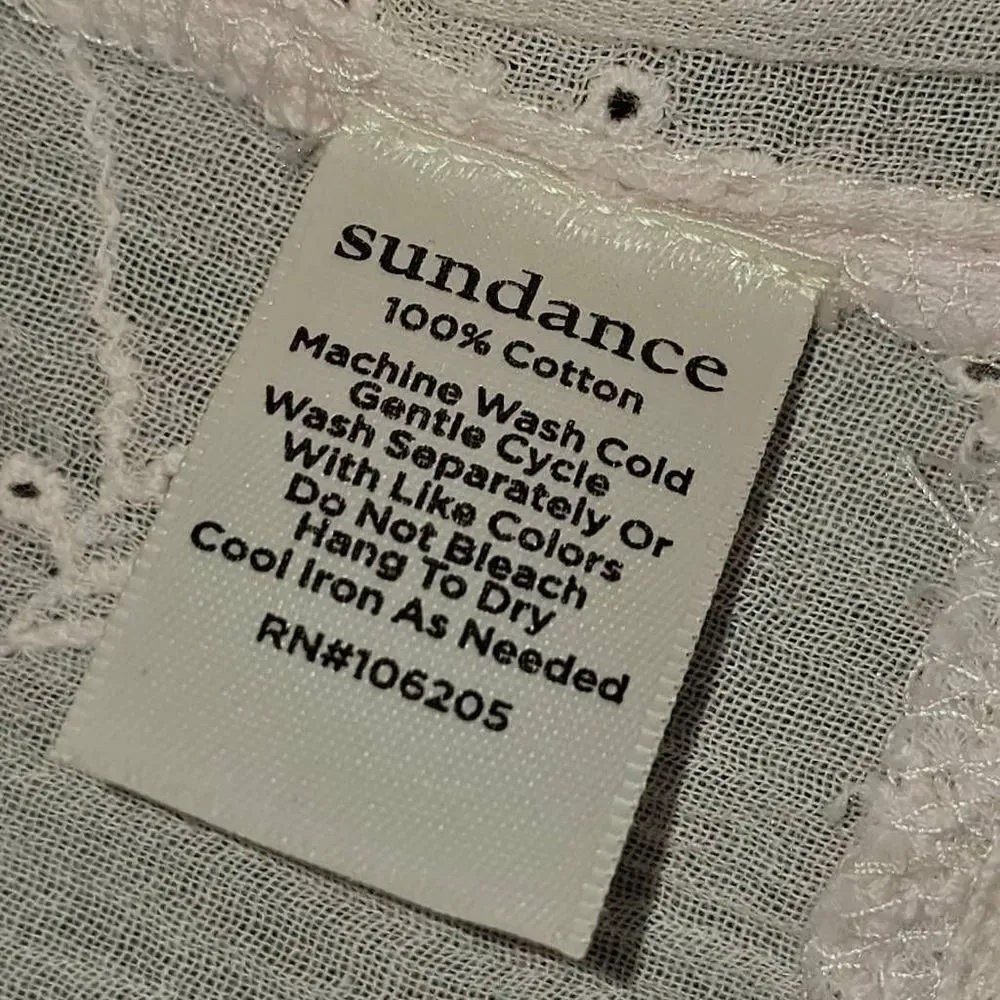 sundance
100% Cotton
Machine Wash Cold
Gentle Cycle
Wash Separately Or
With Like Colors
Do Not Bleach
Hang To Dry
Cool Iron As Needed
RN#106205